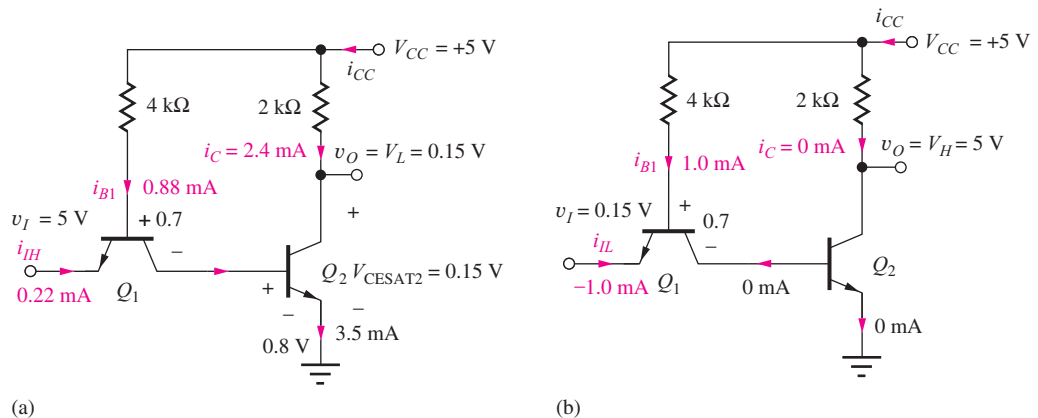 V_CC = +5 V
i_CC
4 kΩ
2 kΩ
i_C = 2.4 mA
v_O = V_L = 0.15 V
i_B1
0.88 mA
v_I = 5 V
+ 0.7
+
i_IH
−
0.22 mA
Q_1
+
−
Q_2 V_CESAT2 = 0.15 V
−
3.5 mA
0.8 V
(a)
i_CC
V_CC = +5 V
4 kΩ
2 kΩ
i_C = 0 mA
v_O = V_H = 5 V
i_B1
1.0 mA
v_I = 0.15 V
+
0.7
−
i_IL
−1.0 mA
Q_1
0 mA
Q_2
0 mA
(b)